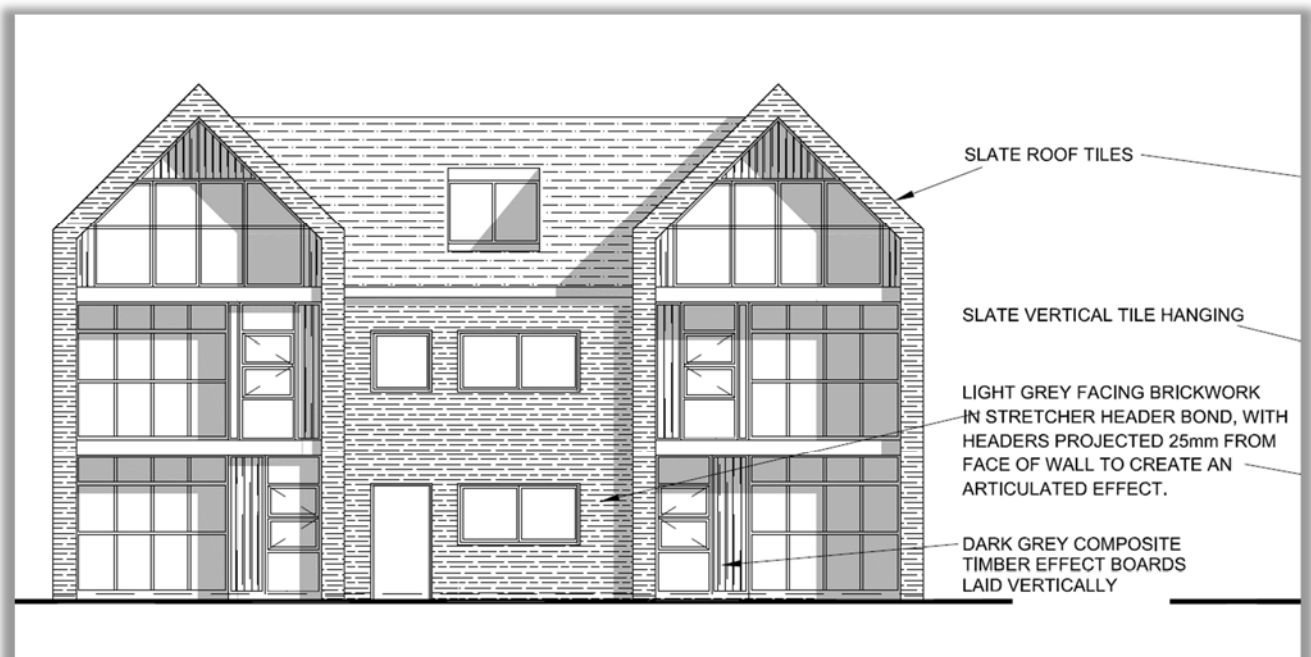 SLATE ROOF TILES
SLATE VERTICAL TILE HANGING
LIGHT GREY FACING BRICKWORK
IN STRETCHER HEADER BOND, WITH
HEADERS PROJECTED 25mm FROM
FACE OF WALL TO CREATE AN
ARTICULATED EFFECT.
DARK GREY COMPOSITE
TIMBER EFFECT BOARDS
LAID VERTICALLY